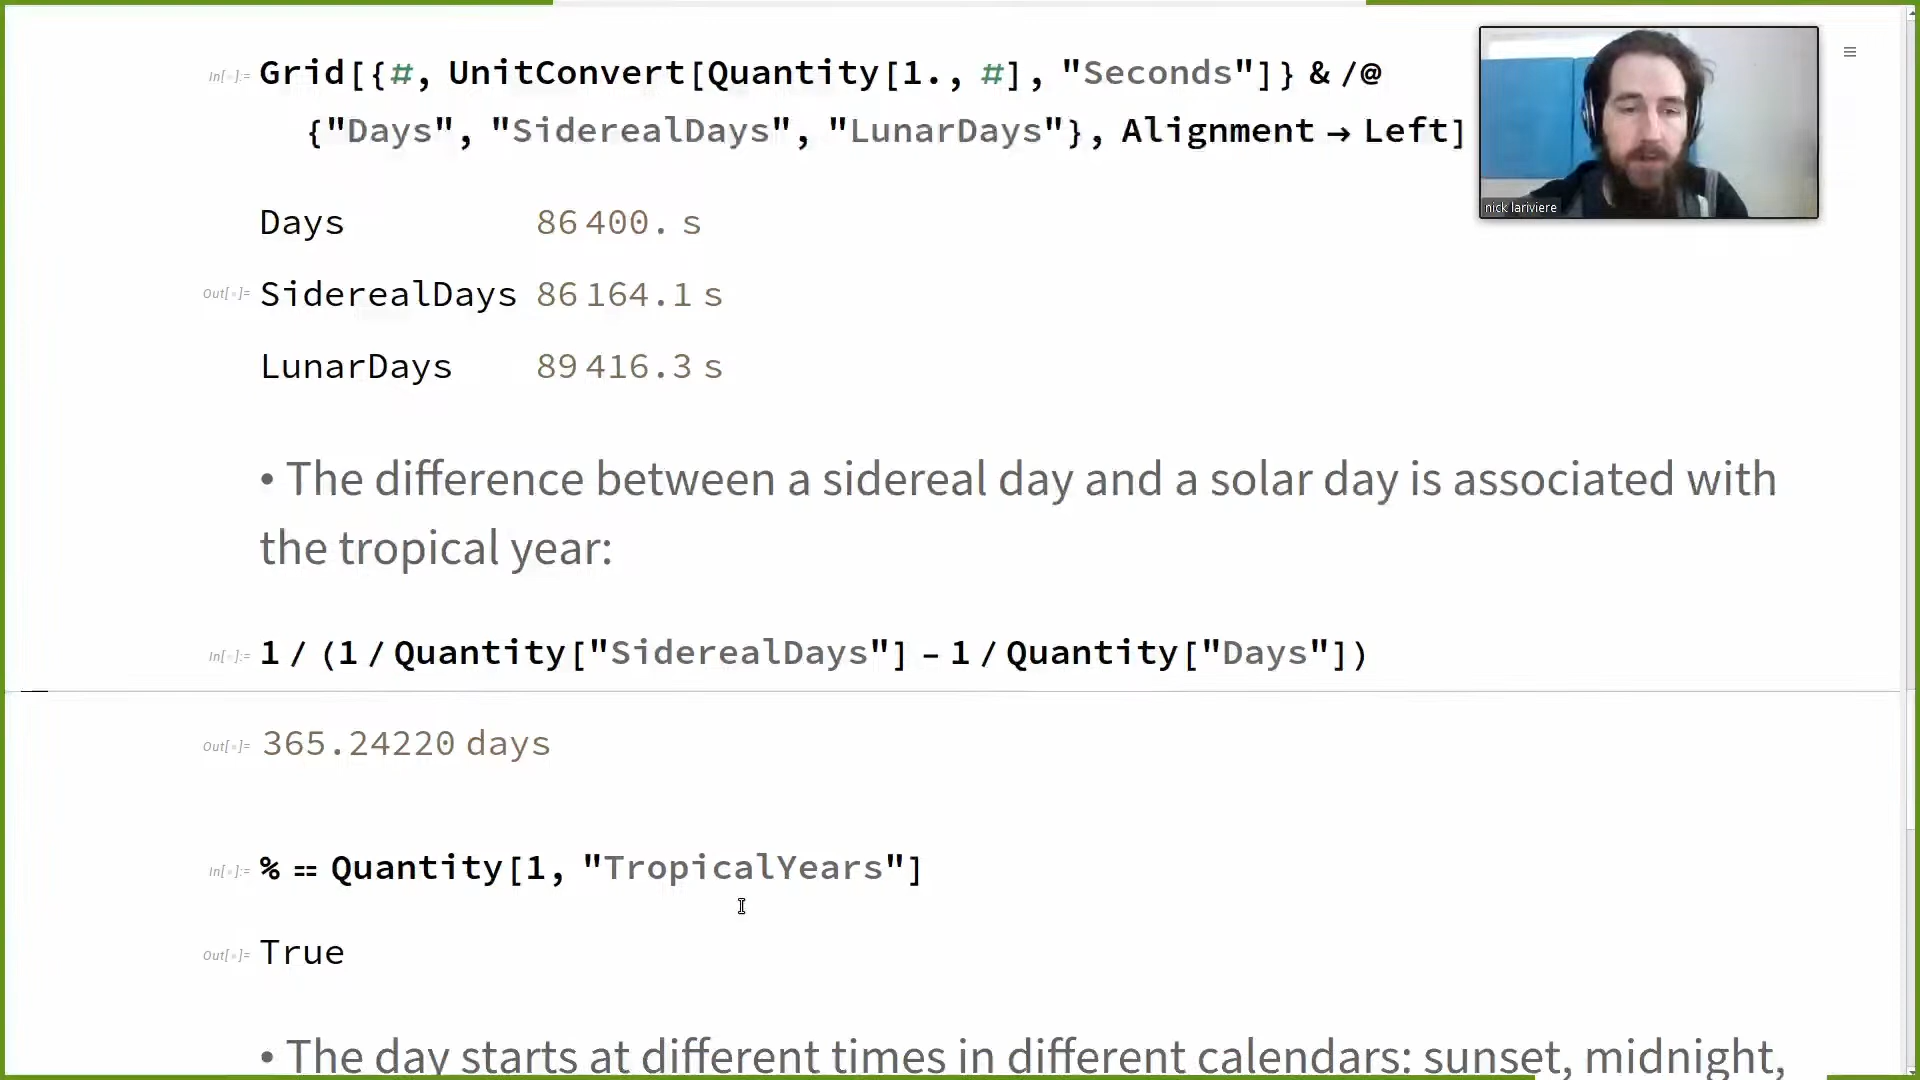 In[◦]:= Grid[{#, UnitConvert[Quantity[1., #], "Seconds"]} & /@
{"Days", "SiderealDays", "LunarDays"}, Alignment → Left]
nick lariviere
Days 86 400. s
Out[◦]= SiderealDays 86 164.1 s
LunarDays 89 416.3 s
• The difference between a sidereal day and a solar day is associated with
the tropical year:
In[◦]:= 1 / (1 / Quantity["SiderealDays"] - 1 / Quantity["Days"])
Out[◦]= 365.24220 days
In[◦]:= % == Quantity[1, "TropicalYears"]
Out[◦]= True
• The day starts at different times in different calendars: sunset, midnight,